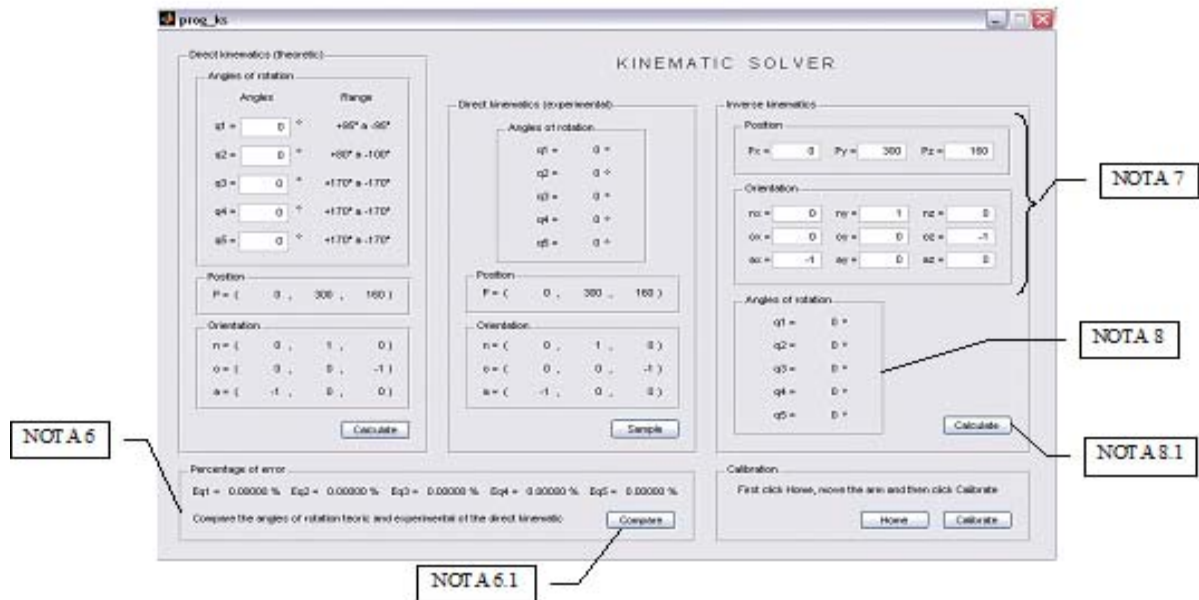 prog_ks
KINEMATIC SOLVER
Direct kinematics (theoretic)
Angles of rotation
Angles Range
q1 = 0 ° +95° a -95°
q2 = 0 ° +80° a -100°
q3 = 0 ° +170° a -170°
q4 = 0 ° +170° a -170°
q5 = 0 ° +170° a -170°
Position
P = ( 0 , 300 , 160 )
Orientation
n = ( 0 , 1 , 0 )
o = ( 0 , 0 , -1 )
a = ( -1 , 0 , 0 )
Calculate
Direct kinematics (experimental)
Angles of rotation
q1 = 0 °
q2 = 0 °
q3 = 0 °
q4 = 0 °
q5 = 0 °
Position
P = ( 0 , 300 , 160 )
Orientation
n = ( 0 , 1 , 0 )
o = ( 0 , 0 , -1 )
a = ( -1 , 0 , 0 )
Sample
Inverse kinematics
Position
Px = 0 Py = 300 Pz = 160
Orientation
nx = 0 ny = 1 nz = 0
ox = 0 oy = 0 oz = -1
ax = -1 ay = 0 az = 0
Angles of rotation
q1 = 0 °
q2 = 0 °
q3 = 0 °
q4 = 0 °
q5 = 0 °
Calculate
Percentage of error
Eq1 = 0.00000 % Eq2 = 0.00000 % Eq3 = 0.00000 % Eq4 = 0.00000 % Eq5 = 0.00000 %
Compare the angles of rotation teoric and experimental of the direct kinematic
Compare
Calibration
First click Home, move the arm and then click Calibrate
Home Calibrate
NOTA 7
NOTA 8
NOTA 8.1
NOTA 6
NOTA 6.1